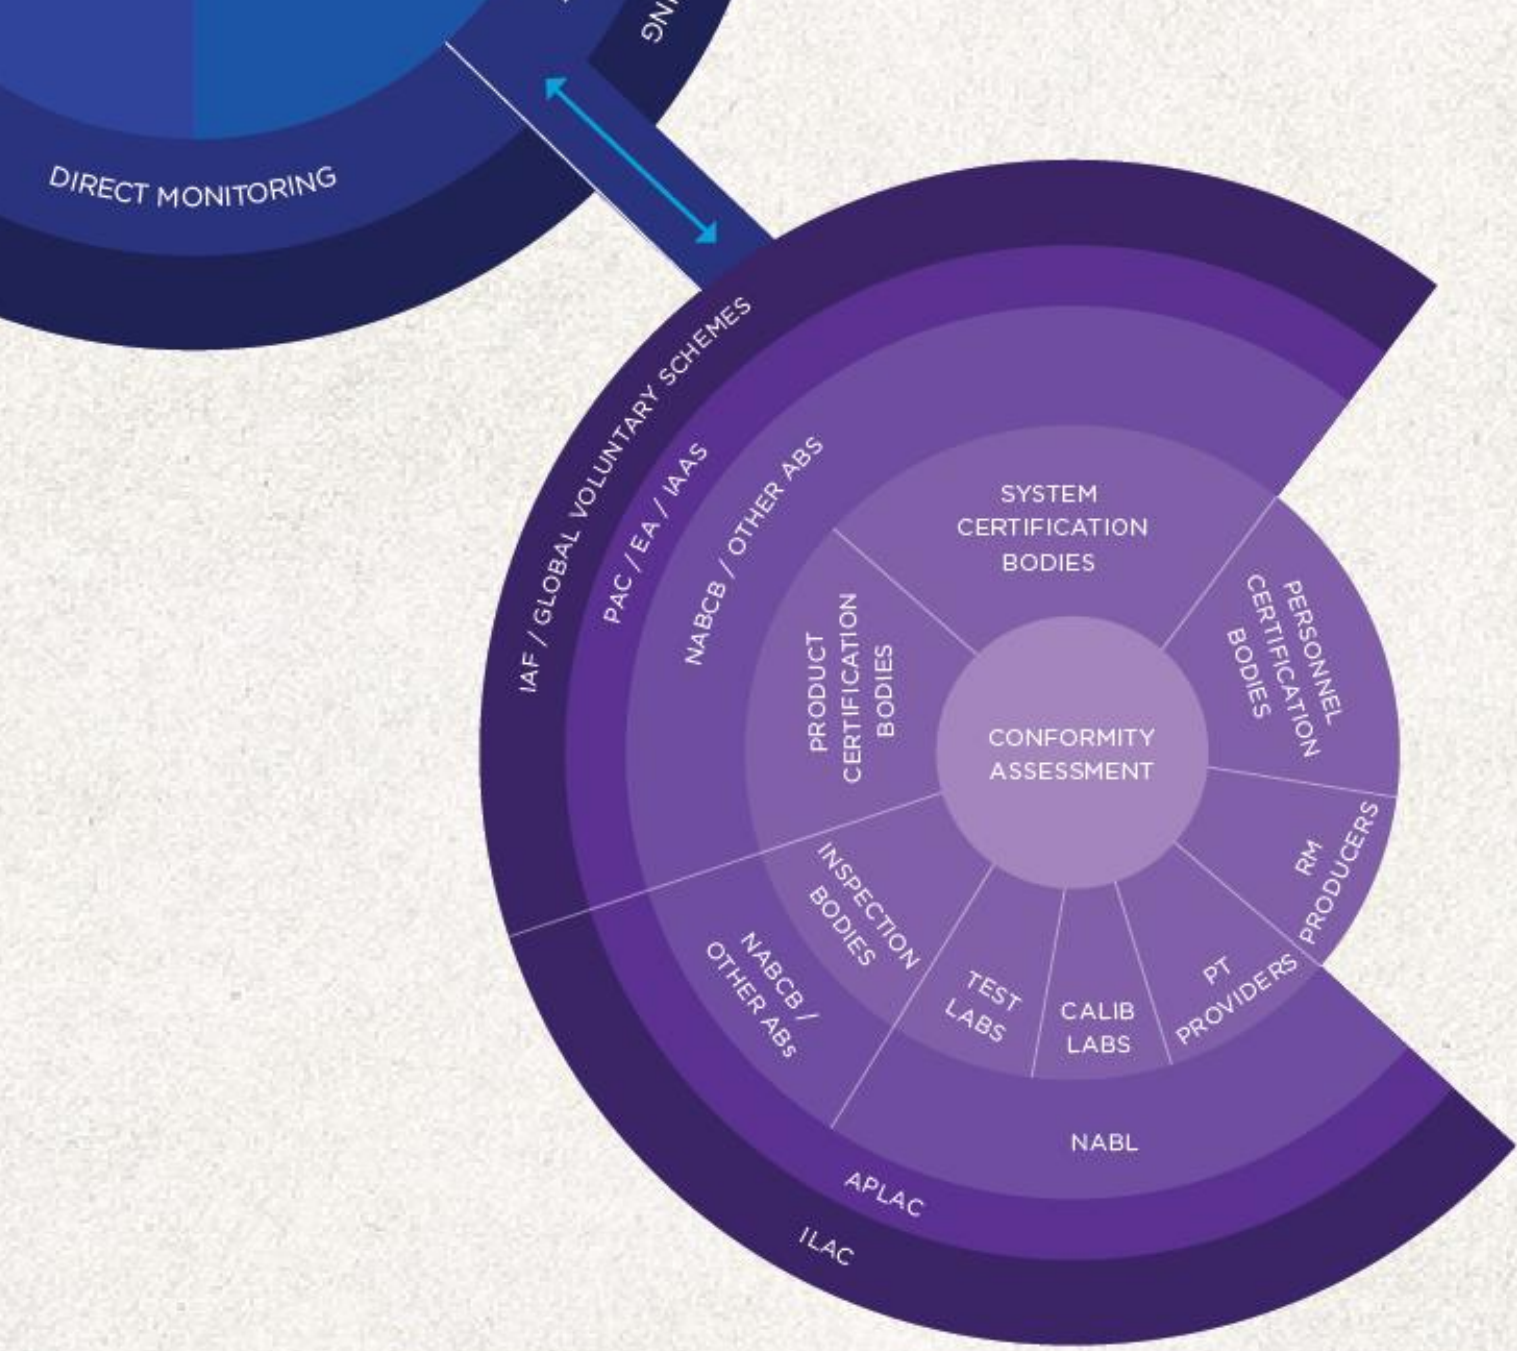 DIRECT MONITORING
IAF / GLOBAL VOLUNTARY SCHEMES
PAC / EA / IAAS
NABCB / OTHER ABS
SYSTEM
CERTIFICATION
BODIES
PERSONNEL
CERTIFICATION
BODIES
PRODUCT
CERTIFICATION
BODIES
CONFORMITY
ASSESSMENT
RM
PRODUCERS
INSPECTION
BODIES
NABCB /
OTHER ABs
TEST
LABS
CALIB
LABS
PT
PROVIDERS
NABL
APLAC
ILAC